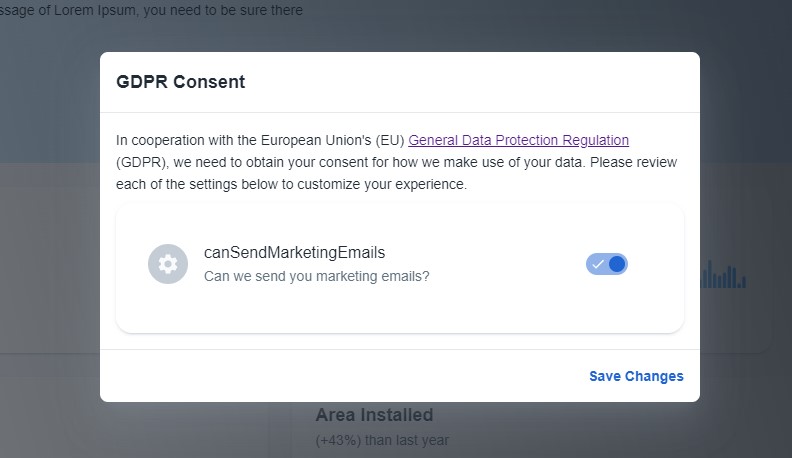 ssage of Lorem Ipsum, you need to be sure there
GDPR Consent
In cooperation with the European Union's (EU) General Data Protection Regulation
(GDPR), we need to obtain your consent for how we make use of your data. Please review
each of the settings below to customize your experience.
canSendMarketingEmails
Can we send you marketing emails?
Save Changes
Area Installed
(+43%) than last year